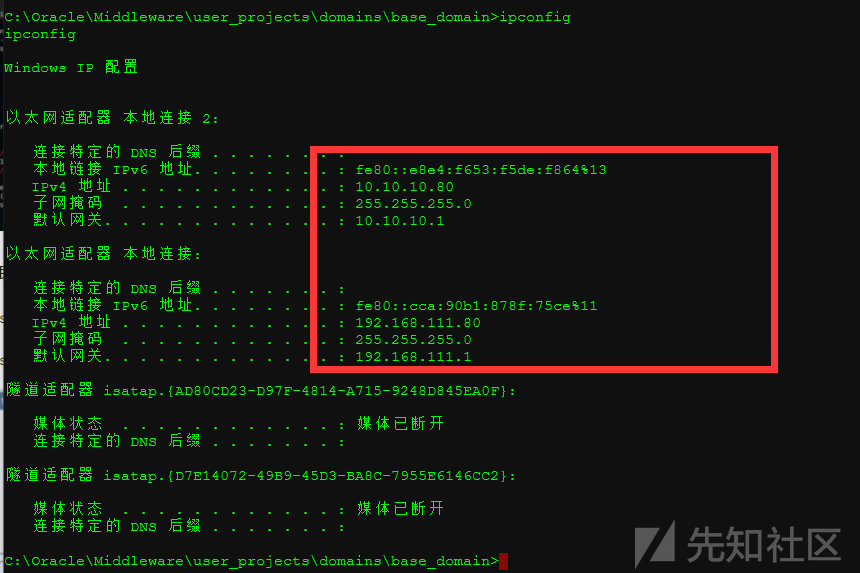 C:\Oracle\Middleware\user_projects\domains\base_domain>ipconfig
ipconfig
Windows IP 配置
以太网适配器 本地连接 2:
连接特定的 DNS 后缀 . . . . . . . :
本地链接 IPv6 地址. . . . . . . . : fe80::e8e4:f653:f5de:f864%13
IPv4 地址 . . . . . . . . . . . . : 10.10.10.80
子网掩码 . . . . . . . . . . . . : 255.255.255.0
默认网关. . . . . . . . . . . . . : 10.10.10.1
以太网适配器 本地连接:
连接特定的 DNS 后缀 . . . . . . . :
本地链接 IPv6 地址. . . . . . . . : fe80::cca:90b1:878f:75ce%11
IPv4 地址 . . . . . . . . . . . . : 192.168.111.80
子网掩码 . . . . . . . . . . . . : 255.255.255.0
默认网关. . . . . . . . . . . . . : 192.168.111.1
隧道适配器 isatap.{AD80CD23-D97F-4814-A715-9248D845EA0F}:
媒体状态 . . . . . . . . . . . . : 媒体已断开
连接特定的 DNS 后缀 . . . . . . . :
隧道适配器 isatap.{D7E14072-49B9-45D3-BA8C-7955E6146CC2}:
媒体状态 . . . . . . . . . . . . : 媒体已断开
连接特定的 DNS 后缀 . . . . . . . :
C:\Oracle\Middleware\user_projects\domains\base_domain>
先知社区